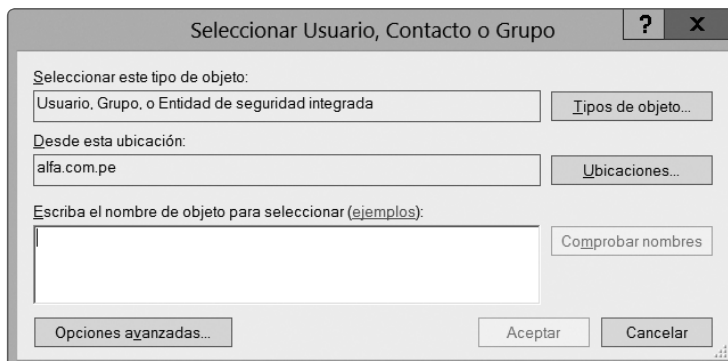 Seleccionar Usuario, Contacto o Grupo
? X
Seleccionar este tipo de objeto:
Usuario, Grupo, o Entidad de seguridad integrada
Tipos de objeto...
Desde esta ubicación:
alfa.com.pe
Ubicaciones...
Escriba el nombre de objeto para seleccionar (ejemplos):
Comprobar nombres
Opciones avanzadas...
Aceptar
Cancelar